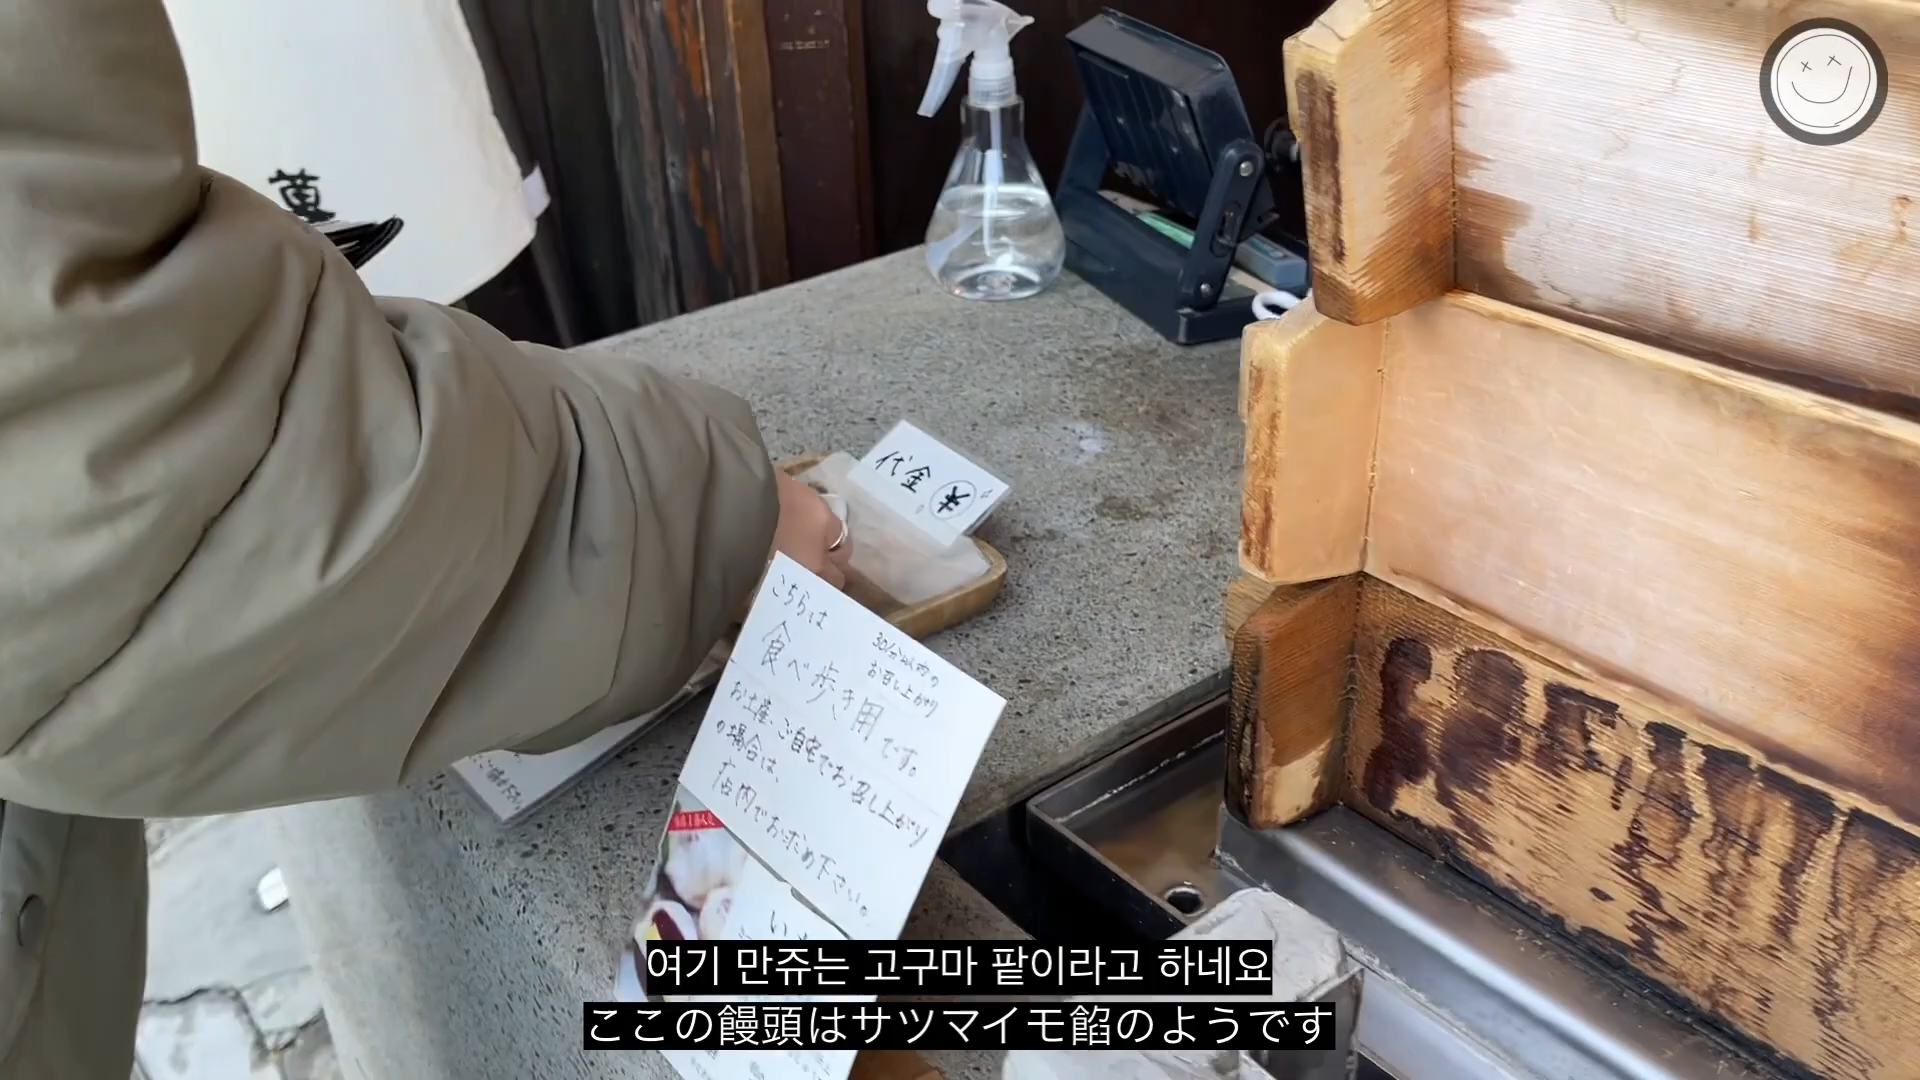 菓
代金
こちらは
30分以内の
お召し上がり
食べ歩き用です。
お土産・ご自宅でお召し上がり
の場合は、
店内でお求め下さい。
여기 만쥬는 고구마 팥이라고 하네요
ここの饅頭はサツマイモ餡のようです